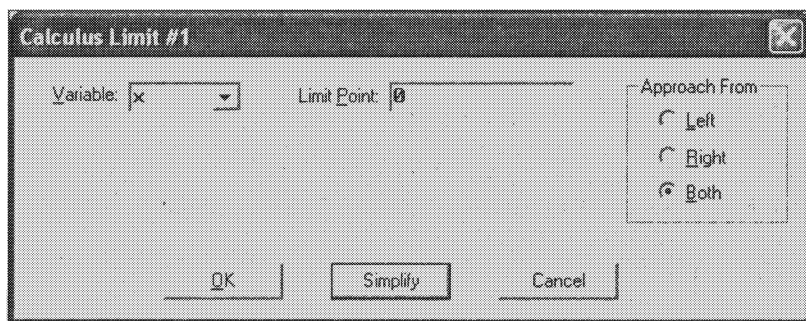 Calculus Limit #1
Variable: x Limit Point: 0
Approach From
Left
Right
Both
OK Simplify Cancel